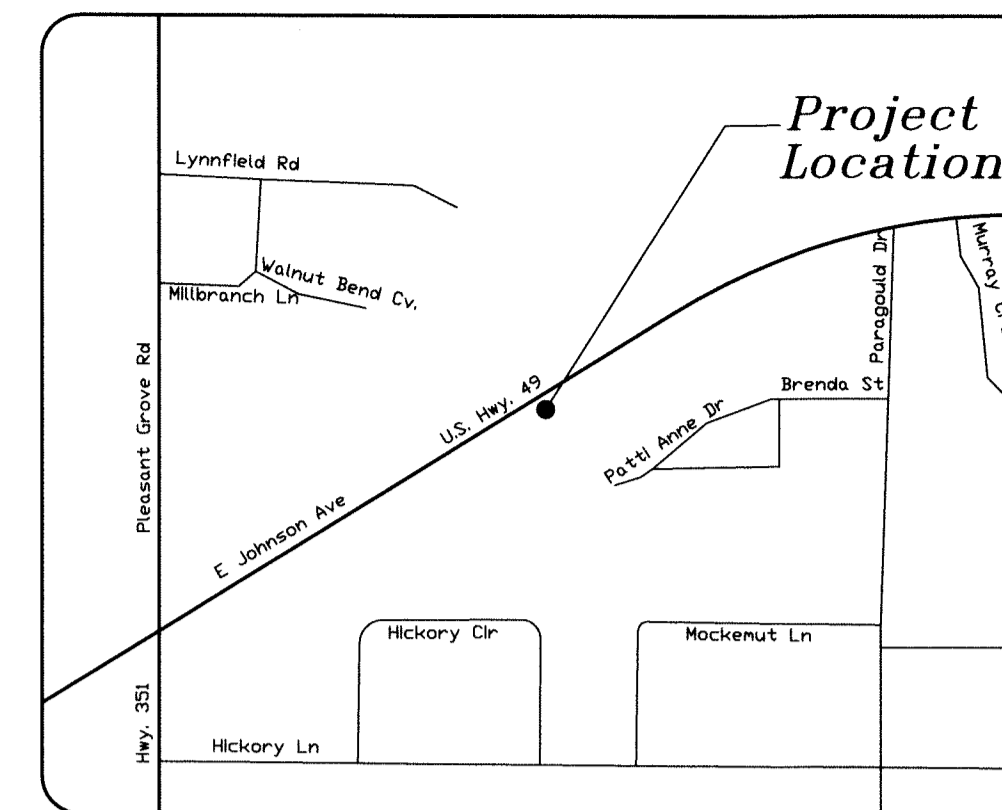 Project
Location
Lynnfield Rd
Walnut Bend Cv.
Millbranch Ln
Murray
Paragould Dr
Pleasant Grove Rd
Brenda St
U.S. Hwy. 49
Patti Anne Dr
E Johnson Ave
Hickory Cir
Mockernut Ln
Hwy. 351
Hickory Ln